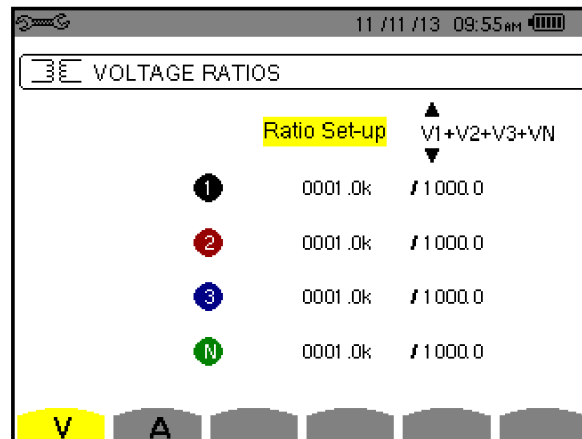 11/11/13 09:55AM
VOLTAGE RATIOS
Ratio Set-up V1+V2+V3+VN
1 0001.0k / 1000.0
2 0001.0k / 1000.0
3 0001.0k / 1000.0
N 0001.0k / 1000.0
V A